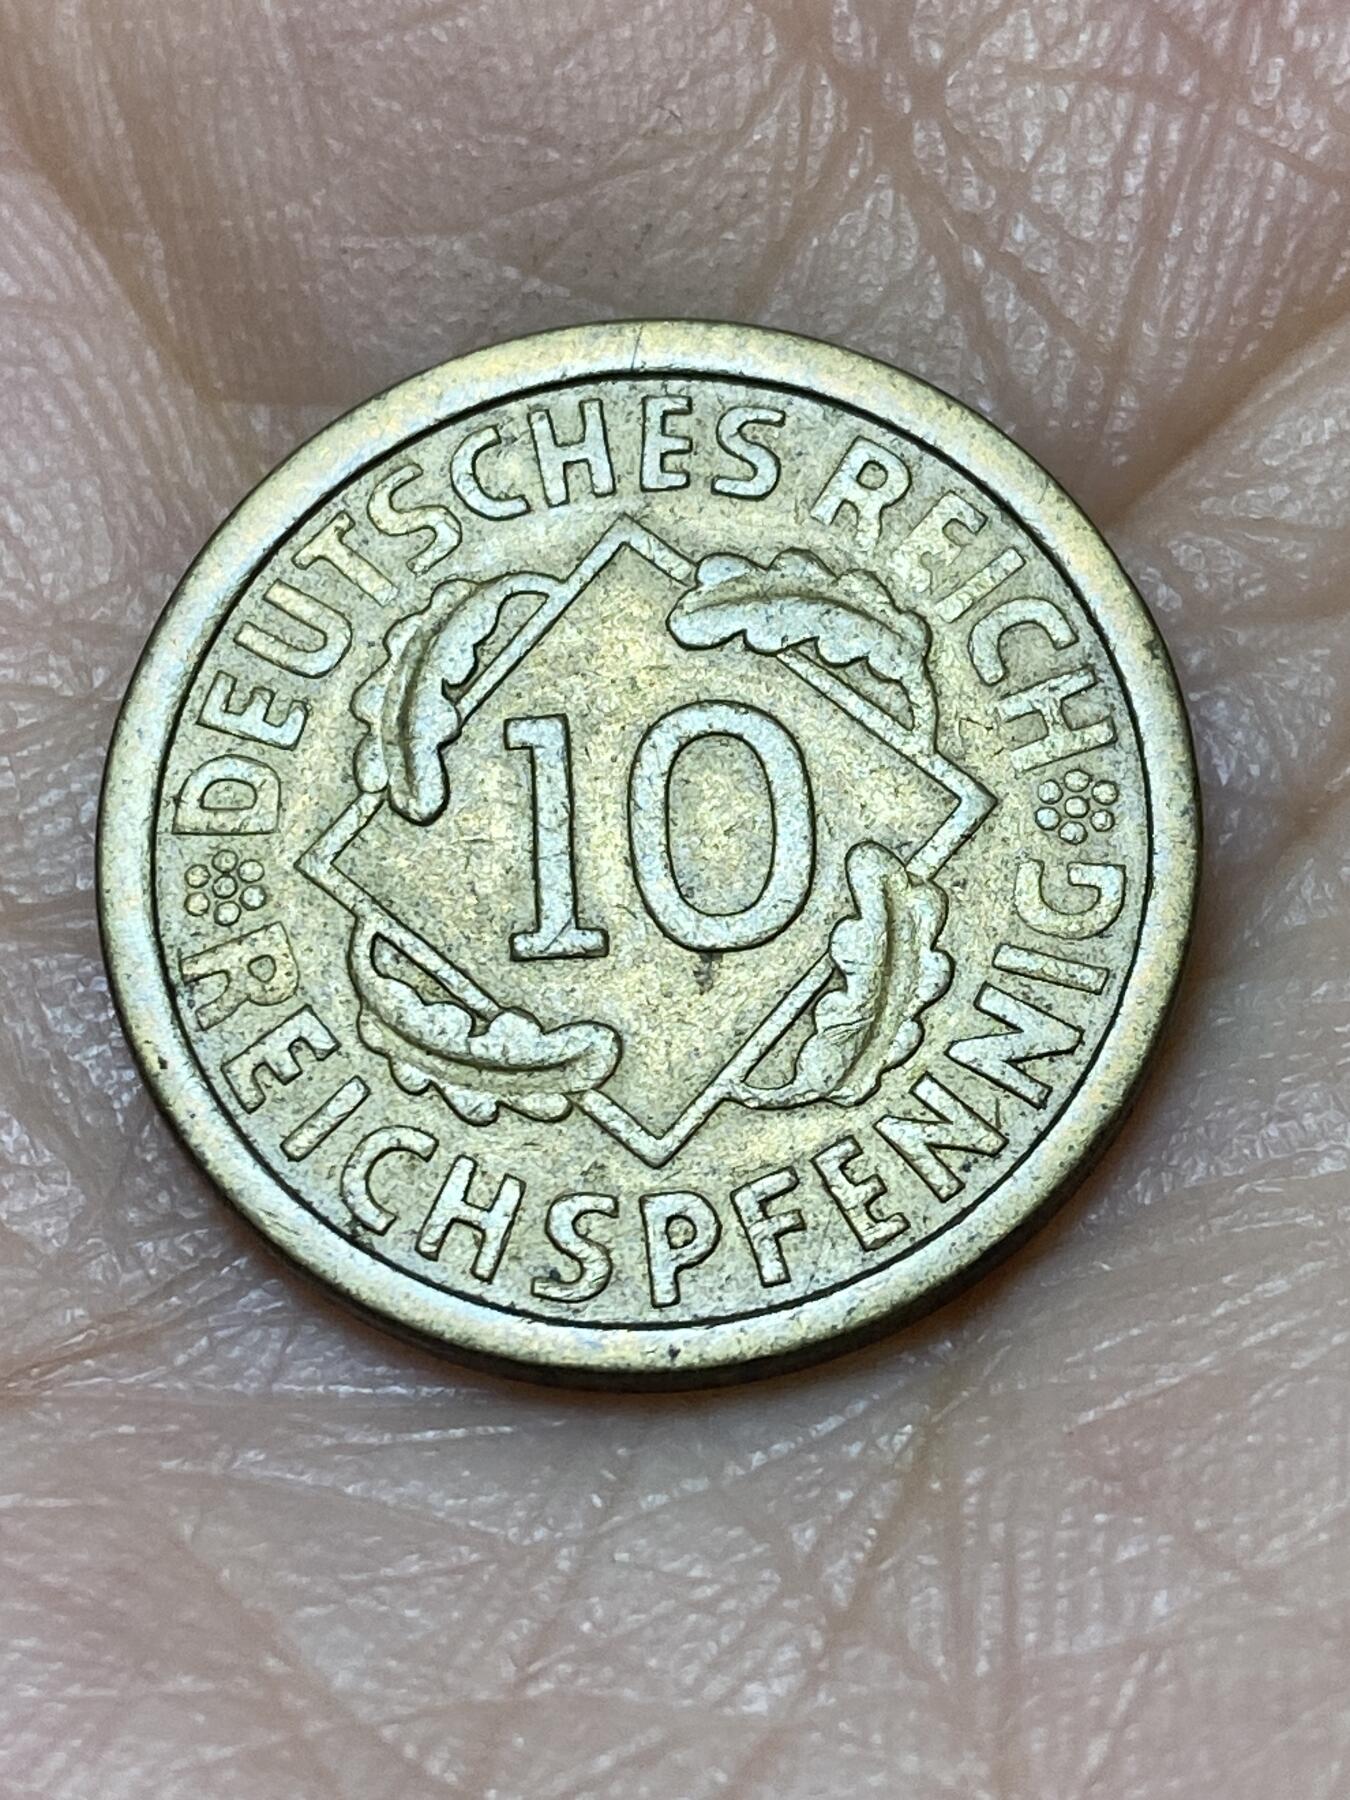 DEUTSCHES REICH
10
REICHSPFENNIG